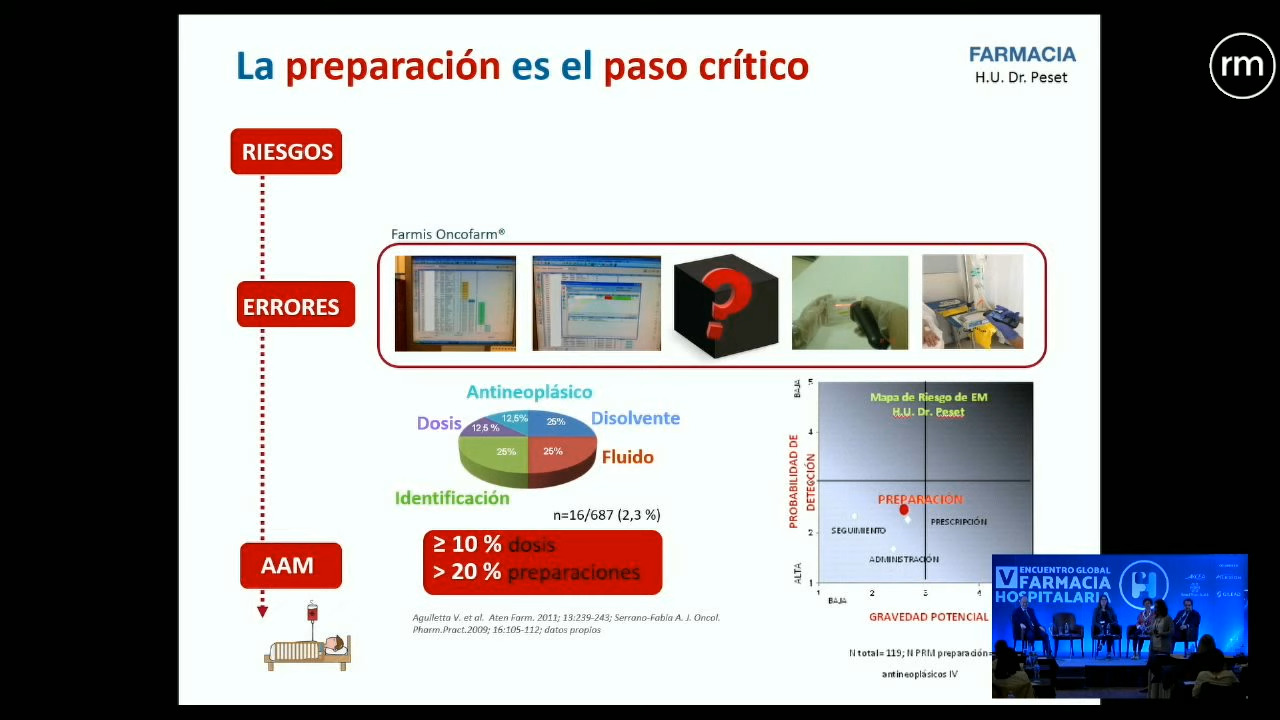 La preparación es el paso crítico
FARMACIA
H.U. Dr. Peset
rm
RIESGOS
Farmis Oncofarm®
ERRORES
Antineoplásico
Dosis
12,5%
25%
Disolvente
12,5 %
25%
25%
Fluido
Identificación
n=16/687 (2,3 %)
≥ 10 % dosis
> 20 % preparaciones
AAM
Aguilletta V. et al. Aten Farm. 2011; 13:239-243; Serrano-Fabia A. J. Oncol.
Pharm.Pract.2009; 16:105-112; datos propios
Mapa de Riesgo de EM
H.U. Dr. Peset
PROBABILIDAD DE
DETECCIÓN
BAJA
ALTA
5
4
2
1
PREPARACIÓN
PRESCRIPCIÓN
SEGUIMIENTO
ADMINISTRACIÓN
1
2
3
4
BAJA
GRAVEDAD POTENCIAL
N total= 119; N PRM preparación=
antineoplásicos IV
V ENCUENTRO GLOBAL
FARMACIA
HOSPITALARIA